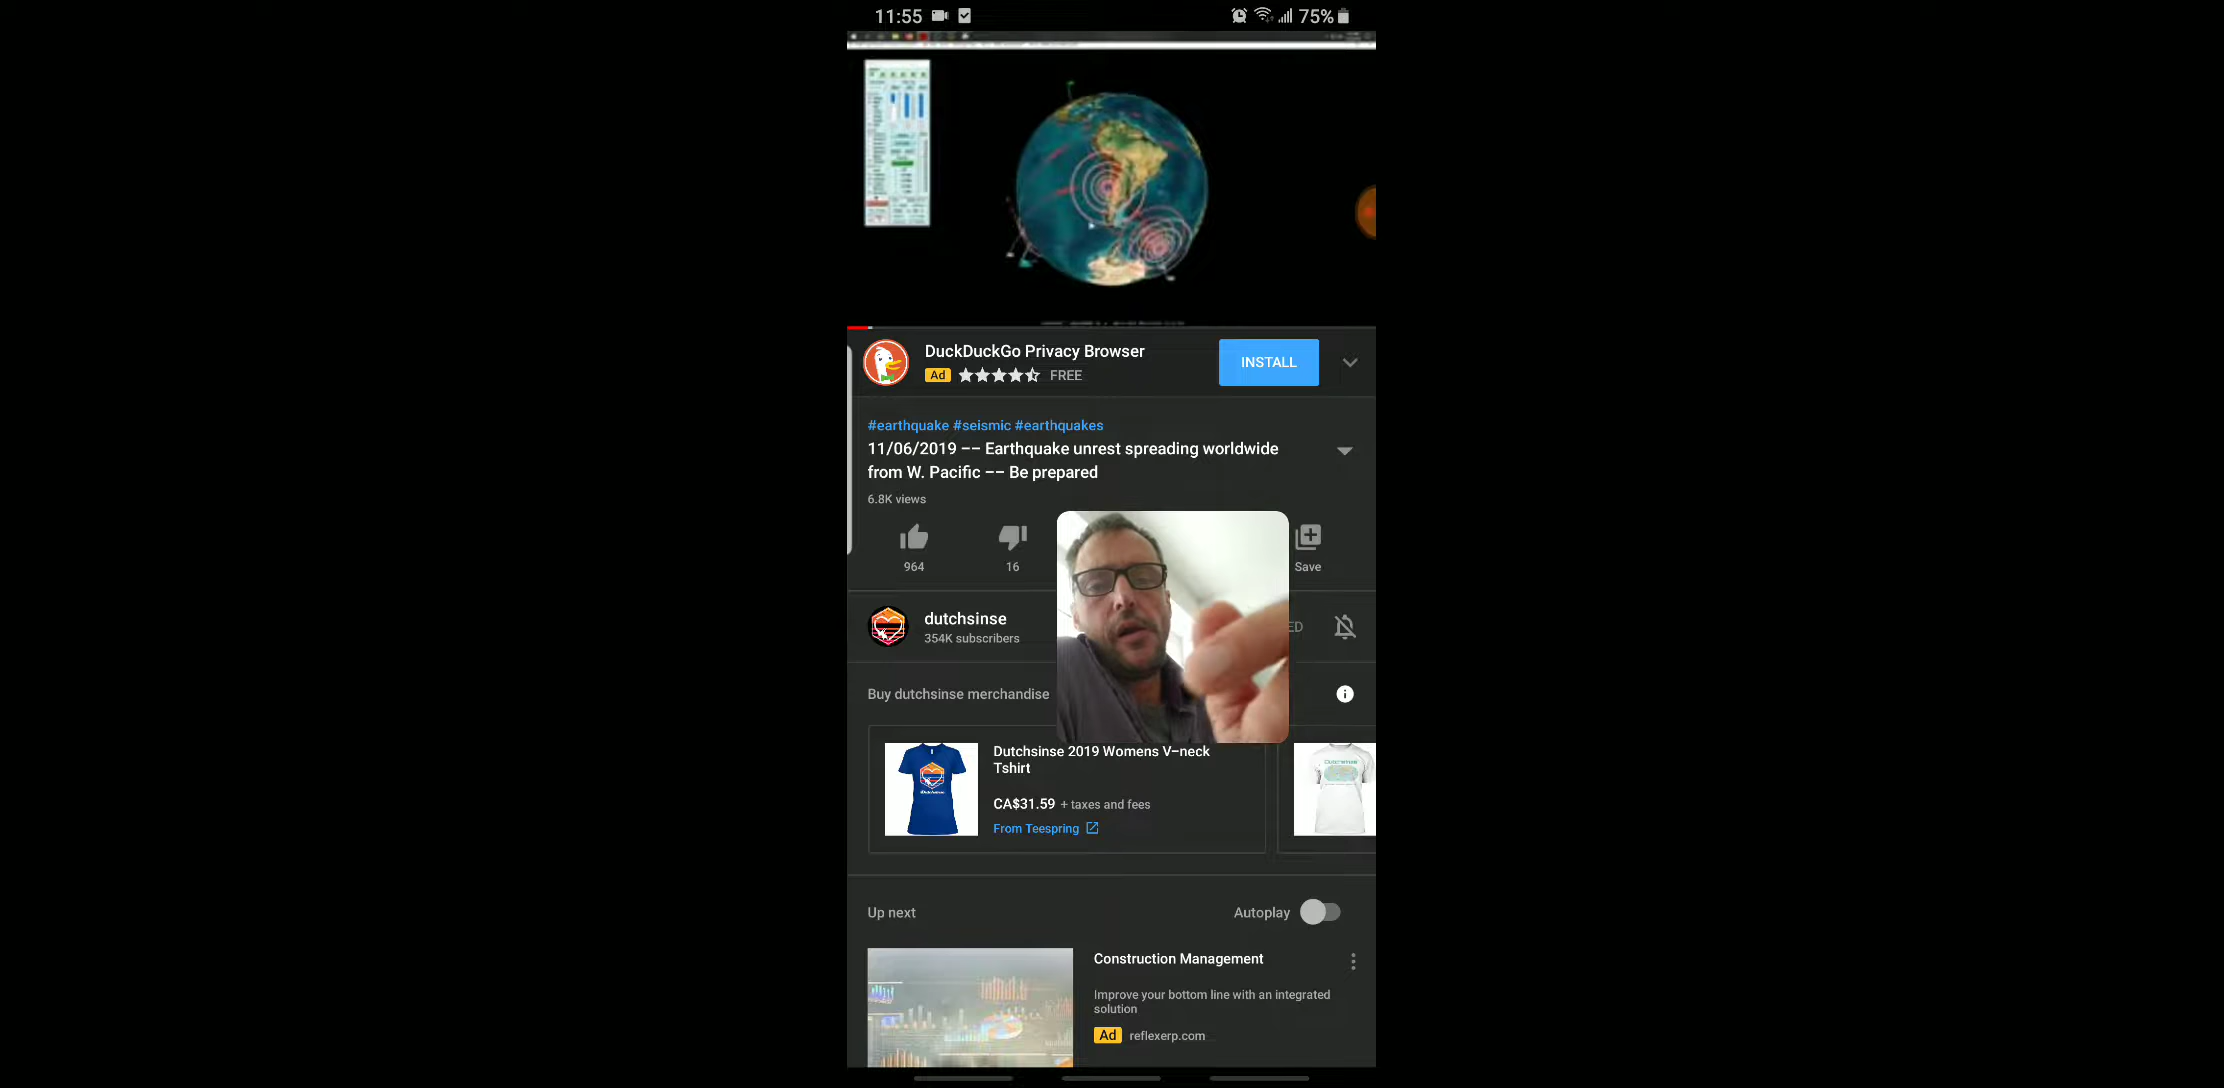 11:55
75%
DuckDuckGo Privacy Browser
Ad
FREE
INSTALL
#earthquake #seismic #earthquakes
11/06/2019 -- Earthquake unrest spreading worldwide
from W. Pacific -- Be prepared
6.8K views
964
16
Save
dutchsinse
354K subscribers
ED
Buy dutchsinse merchandise
Dutchsinse 2019 Womens V-neck
Tshirt
CA$31.59 + taxes and fees
From Teespring
Dutchsinse
Up next
Autoplay
Construction Management
Improve your bottom line with an integrated
solution
Ad
reflexerp.com